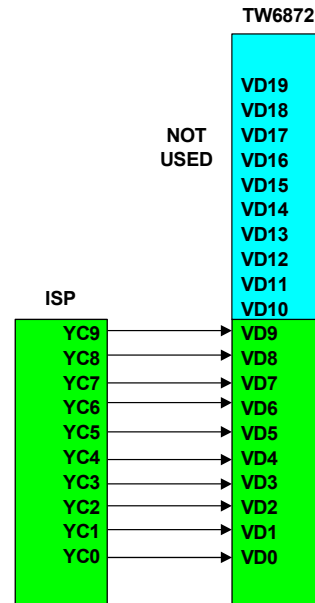 TW6872
VD19
VD18
NOT
USED
VD17
VD16
VD15
VD14
VD13
VD12
VD11
VD10
ISP
YC9
VD9
YC8
VD8
YC7
VD7
YC6
VD6
YC5
VD5
YC4
VD4
YC3
VD3
YC2
VD2
YC1
VD1
YC0
VD0